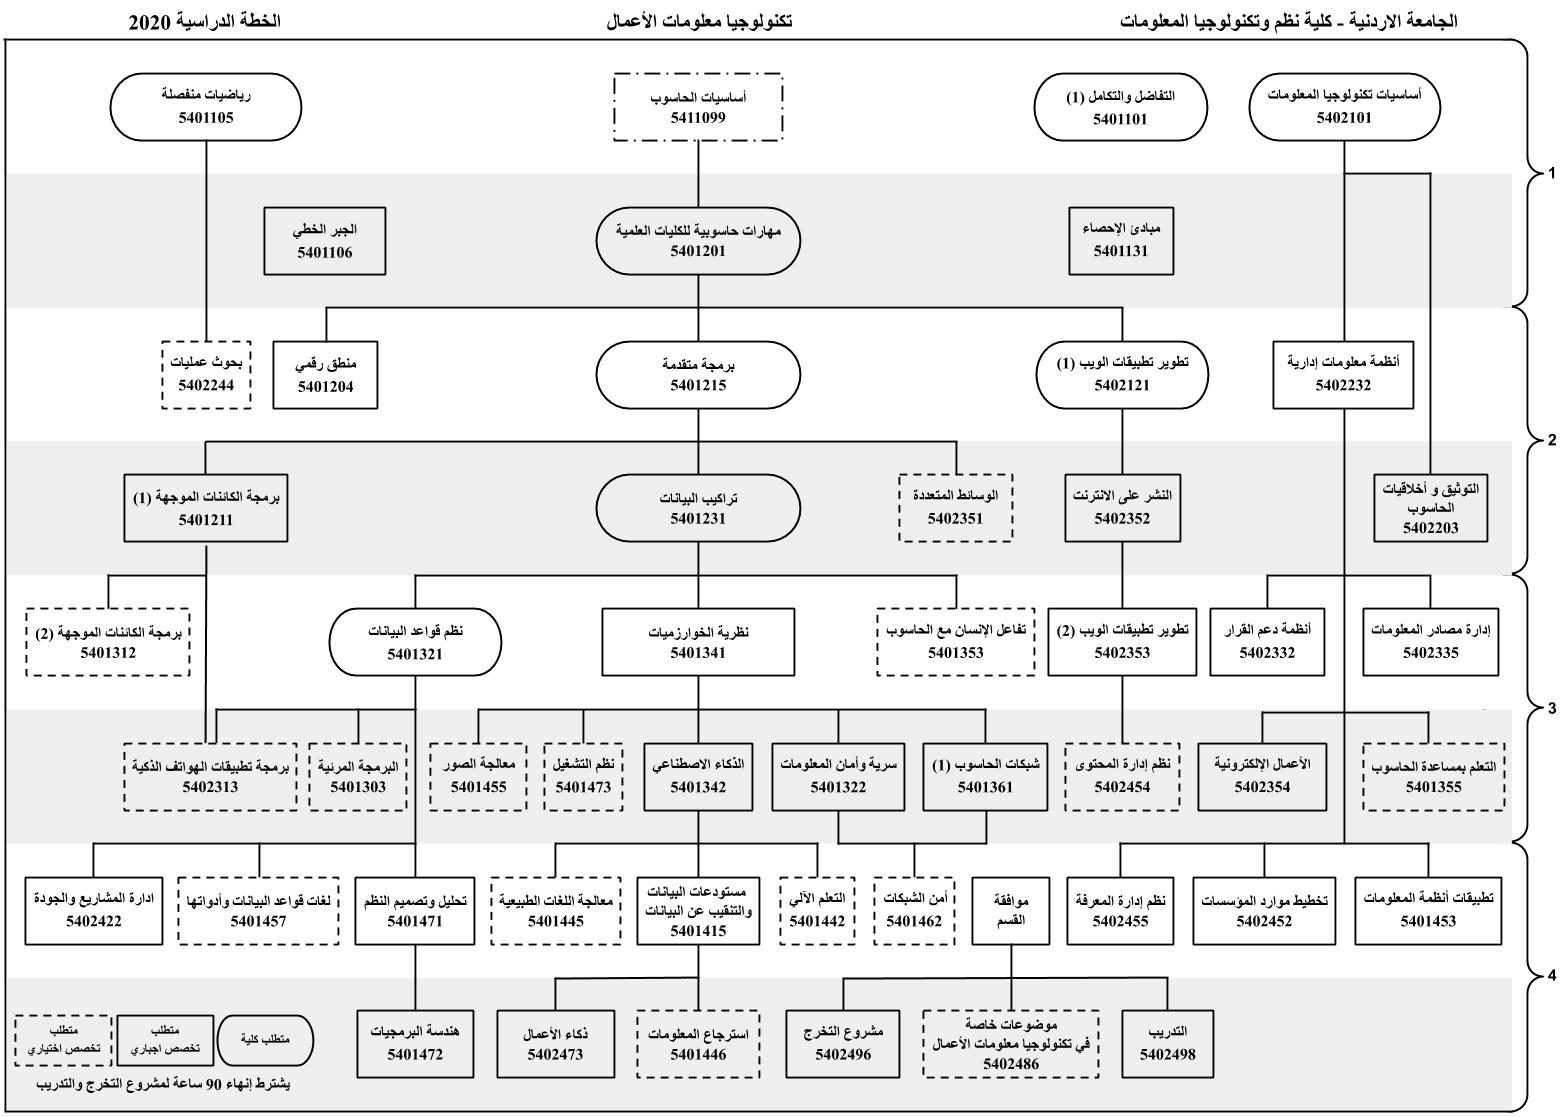 الجامعة الاردنية - كلية نظم وتكنولوجيا المعلومات
تكنولوجيا معلومات الأعمال
الخطة الدراسية 2020
أساسيات تكنولوجيا المعلومات
5402101
التفاضل والتكامل (1)
5401101
أساسيات الحاسوب
5411099
رياضيات منفصلة
5401105
1
مبادئ الإحصاء
5401131
مهارات حاسوبية للكليات العلمية
5401201
الجبر الخطي
5401106
أنظمة معلومات إدارية
5402232
تطوير تطبيقات الويب (1)
5402121
برمجة متقدمة
5401215
منطق رقمي
5401204
بحوث عمليات
5402244
2
التوثيق و أخلاقيات
الحاسوب
5402203
النشر على الانترنت
5402352
الوسائط المتعددة
5402351
تراكيب البيانات
5401231
برمجة الكائنات الموجهة (1)
5401211
إدارة مصادر المعلومات
5402335
أنظمة دعم القرار
5402332
تطوير تطبيقات الويب (2)
5402353
تفاعل الإنسان مع الحاسوب
5401353
نظرية الخوارزميات
5401341
نظم قواعد البيانات
5401321
برمجة الكائنات الموجهة (2)
5401312
3
التعلم بمساعدة الحاسوب
5401355
الأعمال الإلكترونية
5402354
نظم إدارة المحتوى
5402454
شبكات الحاسوب (1)
5401361
سرية وأمان المعلومات
5401322
الذكاء الاصطناعي
5401342
نظم التشغيل
5401473
معالجة الصور
5401455
البرمجة المرئية
5401303
برمجة تطبيقات الهواتف الذكية
5402313
تطبيقات أنظمة المعلومات
5401453
تخطيط موارد المؤسسات
5402452
نظم إدارة المعرفة
5402455
موافقة
القسم
أمن الشبكات
5401462
التعلم الآلي
5401442
مستودعات البيانات
والتنقيب عن البيانات
5401415
معالجة اللغات الطبيعية
5401445
تحليل وتصميم النظم
5401471
لغات قواعد البيانات وأدواتها
5401457
ادارة المشاريع والجودة
5402422
4
التدريب
5402498
موضوعات خاصة
في تكنولوجيا معلومات الأعمال
5402486
مشروع التخرج
5402496
استرجاع المعلومات
5401446
ذكاء الأعمال
5402473
هندسة البرمجيات
5401472
متطلب كلية
متطلب
تخصص اجباري
متطلب
تخصص اختياري
يشترط إنهاء 90 ساعة لمشروع التخرج والتدريب